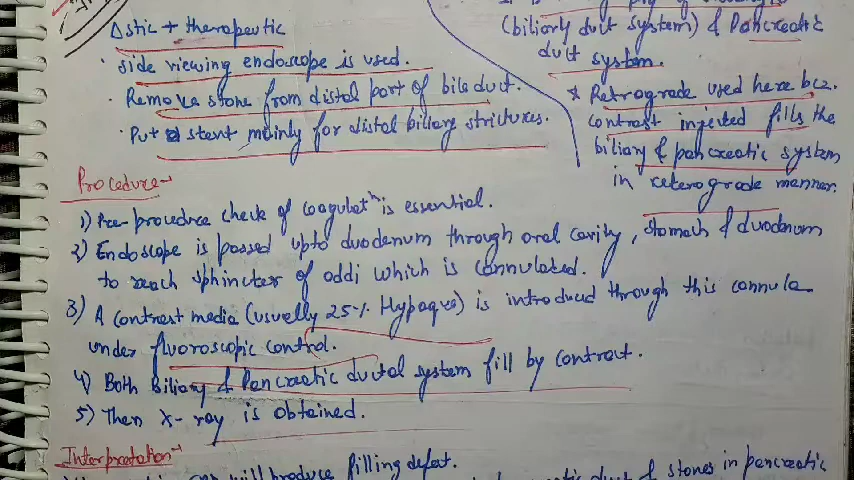 Δstic + therapeutic
· side viewing endoscope is used.
· Remove stone from distal part of bile duct.
· Put stent mainly for distal biliary strictures.
(biliary duct system) & Pancreatic
duct system.
* Retrograde used here bcz.
contrast injected fills the
biliary & pancreatic system
in reterograde manner.
Procedure→
1) Pre-procedure check of coagulatⁿ is essential.
2) Endoscope is passed upto duodenum through oral cavity, stomach & duodenum
to reach sphincter of oddi which is cannulated.
3) A contrast media (usually 25% Hypaque) is introduced through this cannula
under fluoroscopic control.
4) Both Biliary & Pancreatic ductal system fill by contrast.
5) Then X-ray is obtained.
Interpretation→
will produce filling defect.
duct & stones in pancreatic